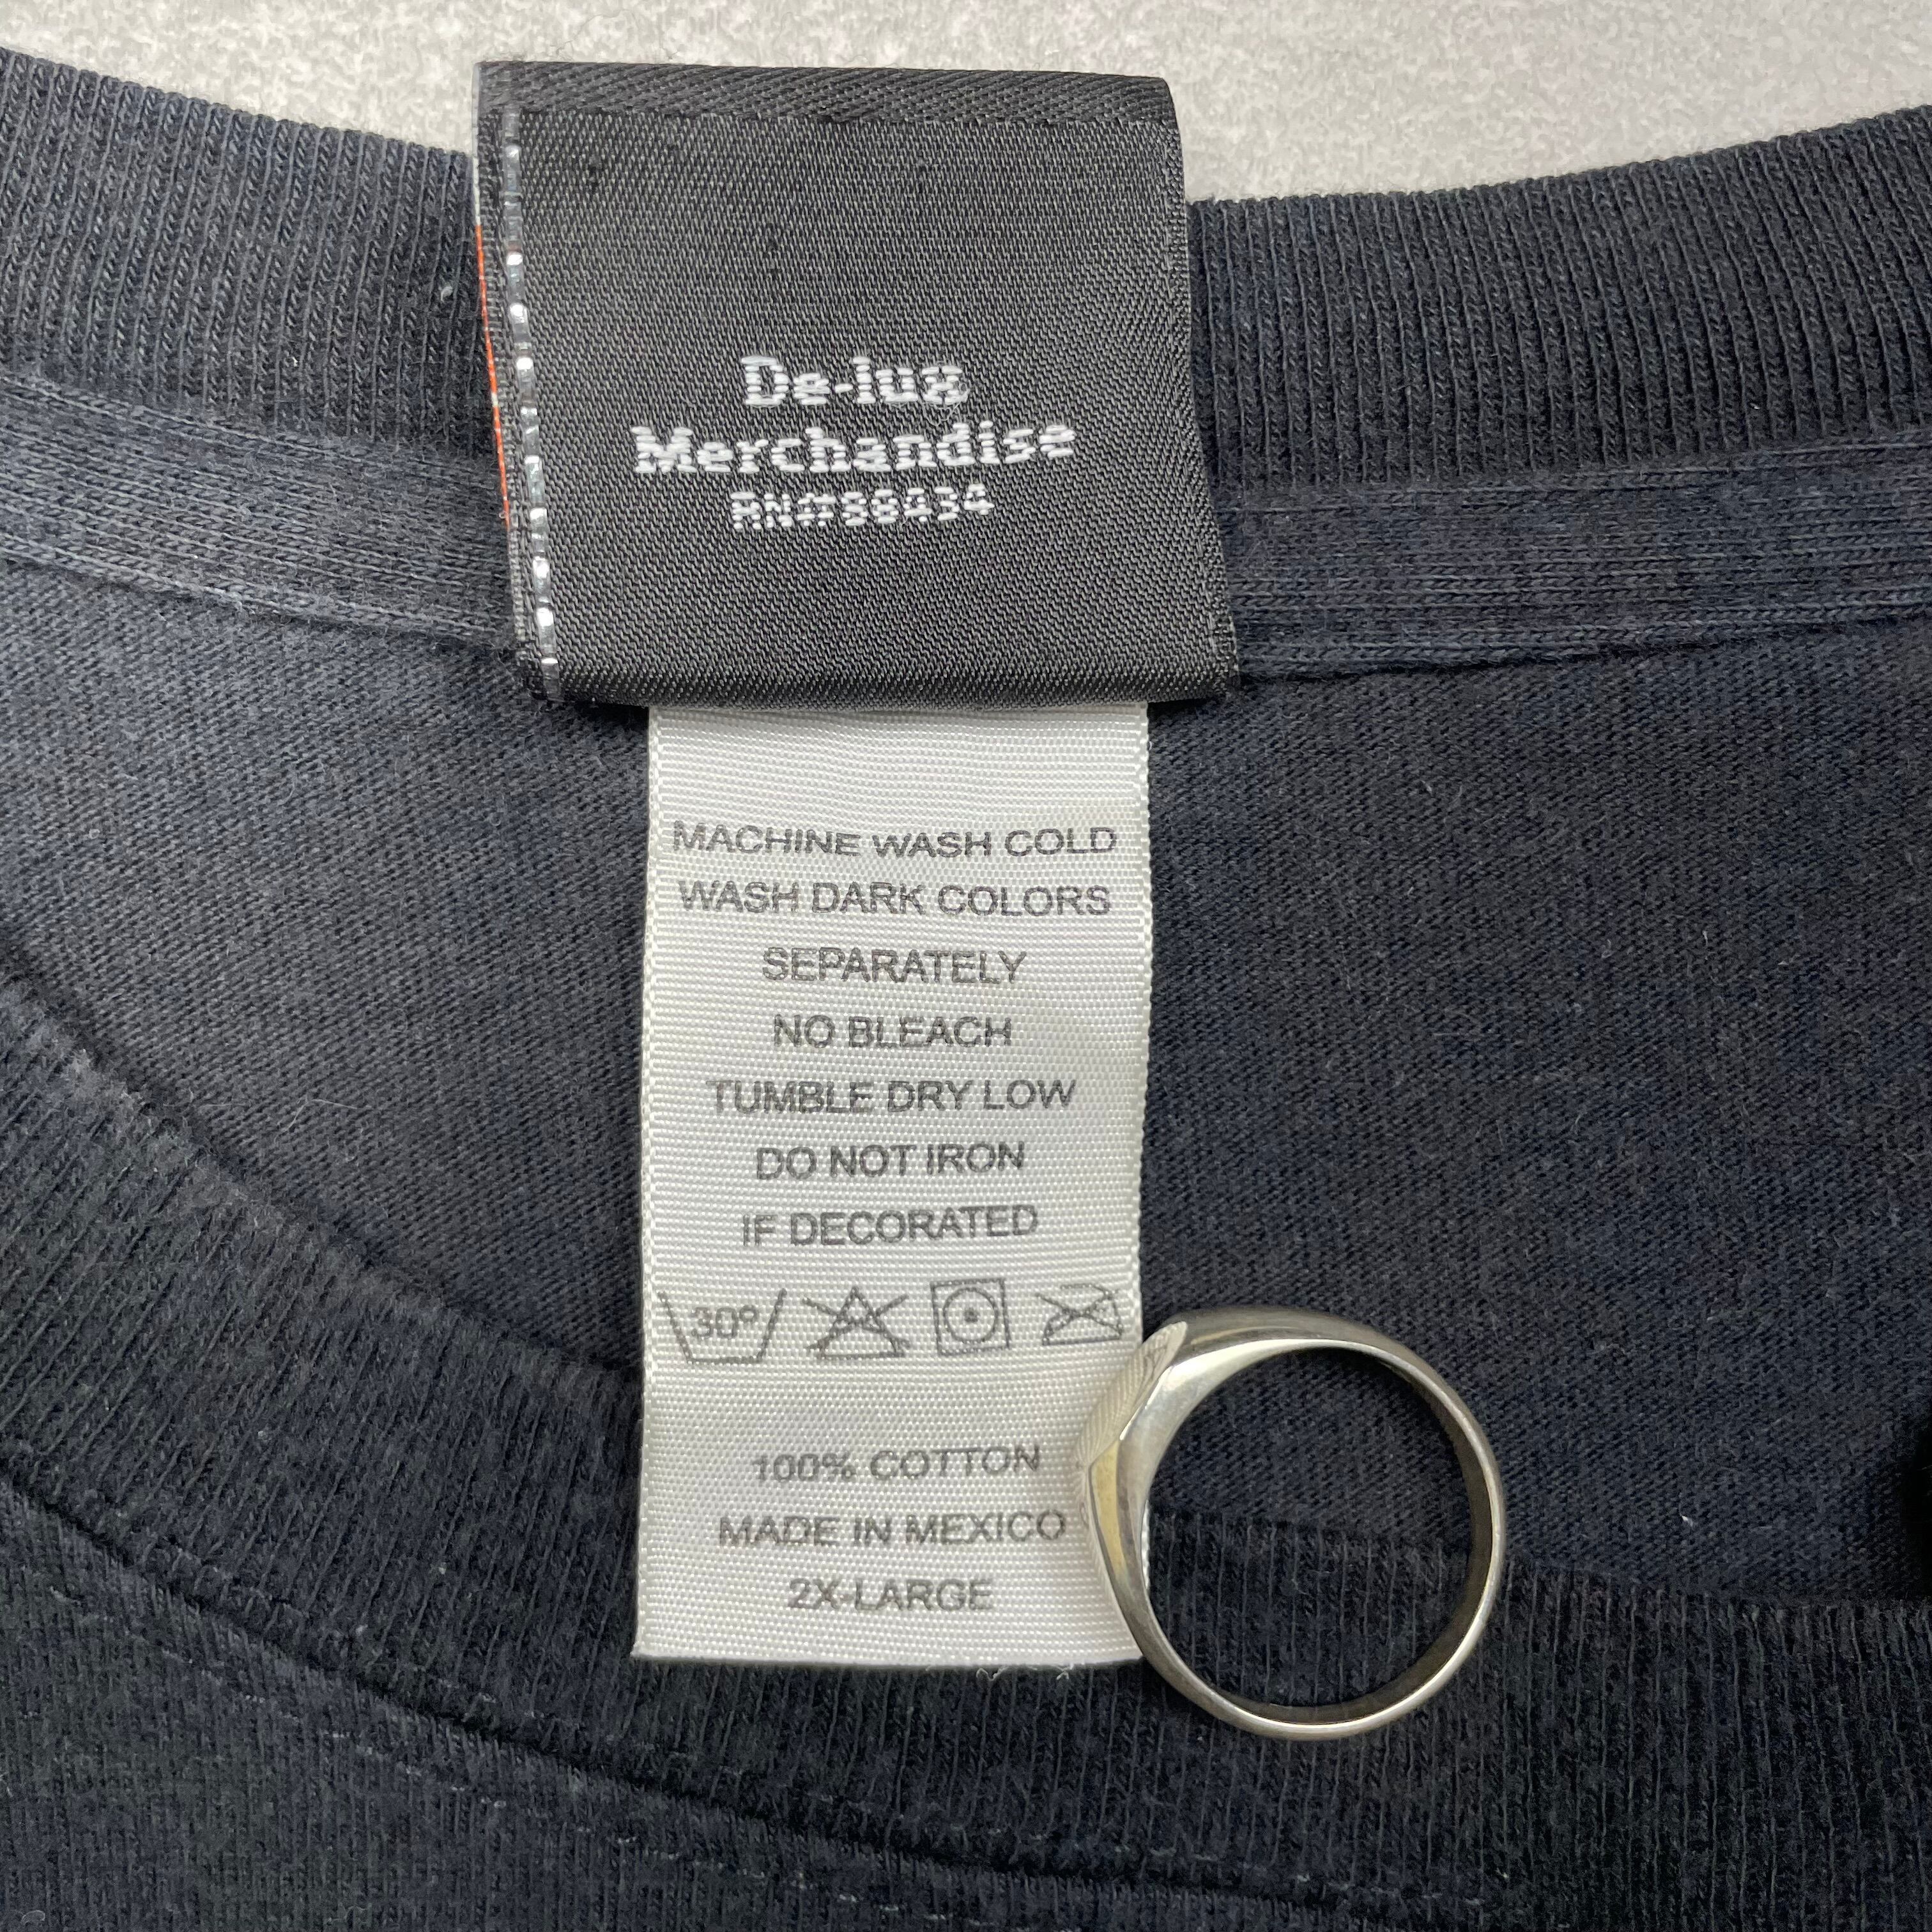 De-lux
Merchandise
RN#98434
MACHINE WASH COLD
WASH DARK COLORS
SEPARATELY
NO BLEACH
TUMBLE DRY LOW
DO NOT IRON
IF DECORATED
30°
100% COTTON
MADE IN MEXICO
2X-LARGE